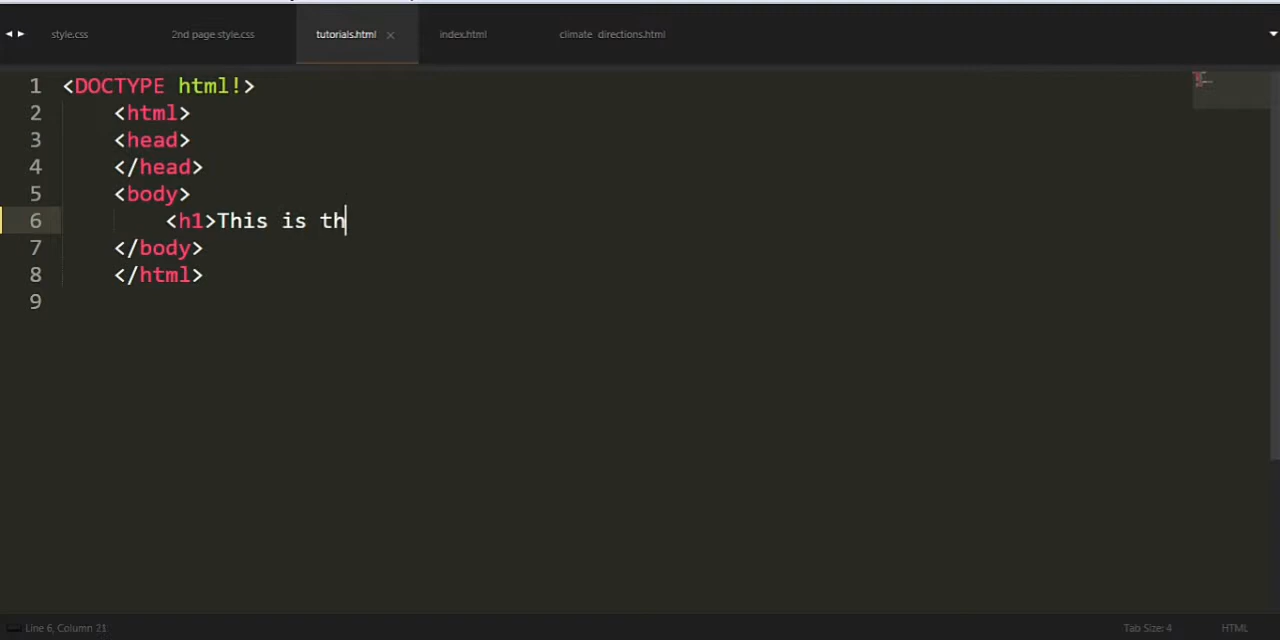 style.css 2nd page style.css tutorials.html × index.html climate directions.html
1 <DOCTYPE html!>
2 <html>
3 <head>
4 </head>
5 <body>
6 <h1>This is th
7 </body>
8 </html>
9
Line 6, Column 21 Tab Size: 4 HTML